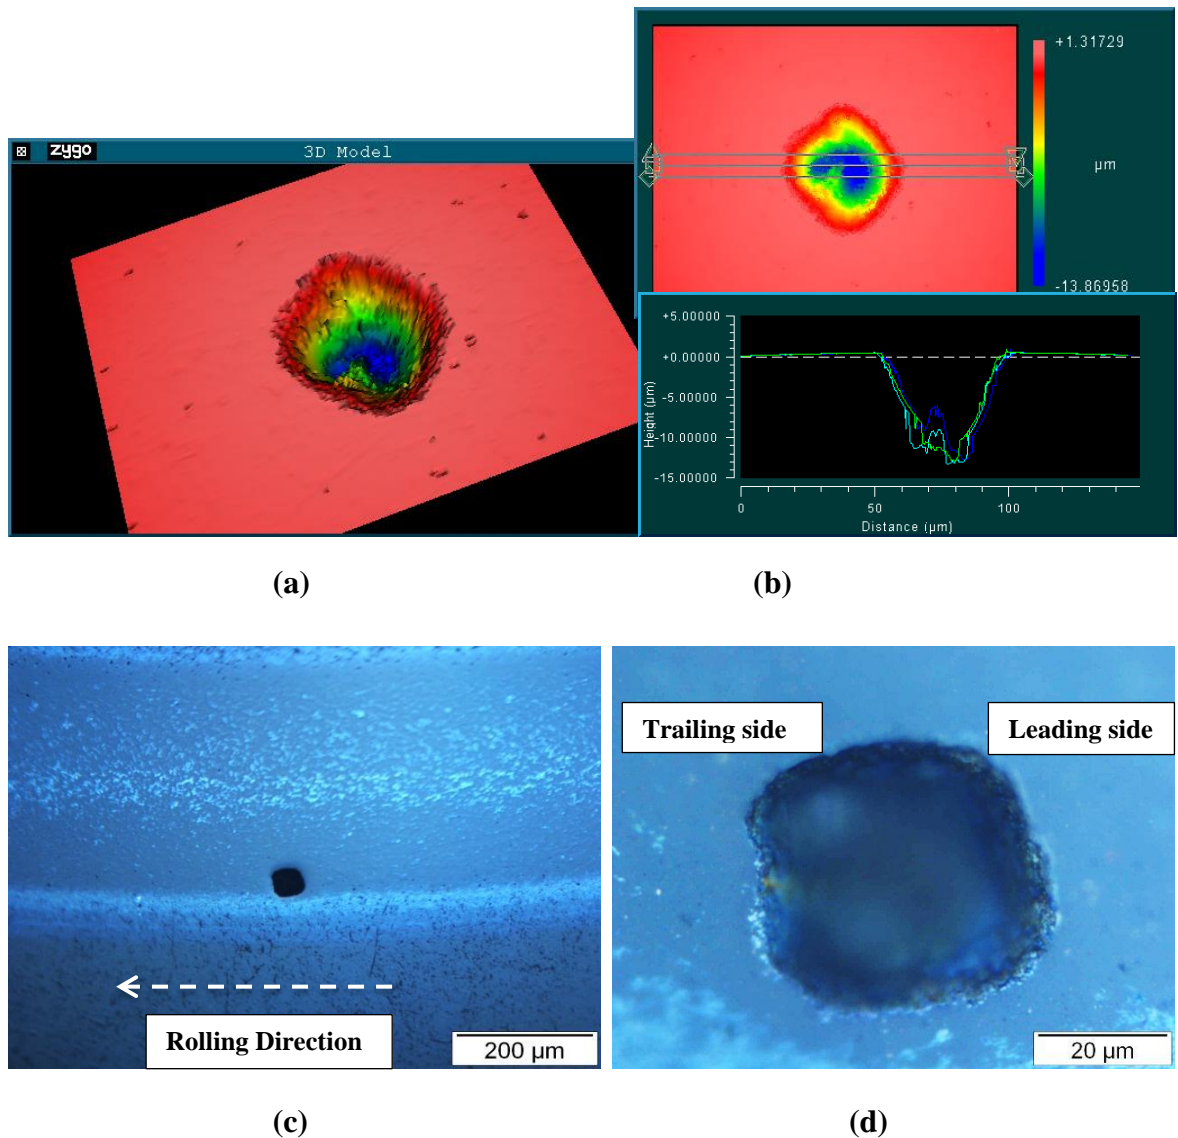 zygo 3D Model
+1.31729
µm
-13.86958
+5.00000
+0.00000
-5.00000
-10.00000
-15.00000
Height (µm)
0 50 100
Distance (µm)
(a) (b)
Trailing side Leading side
Rolling Direction
200 µm 20 µm
(c) (d)